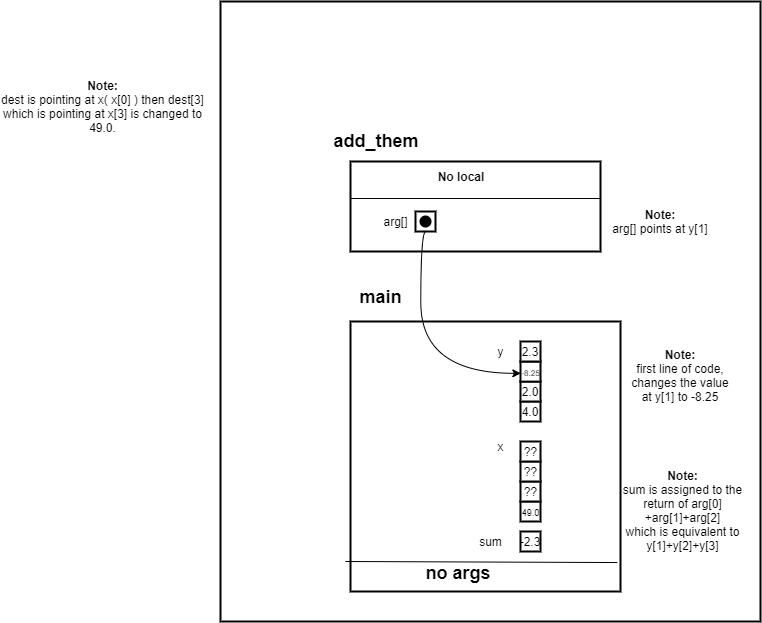 Note:
dest is pointing at x( x[0] ) then dest[3]
which is pointing at x[3] is changed to
49.0.
add_them
No local
arg[]
Note:
arg[] points at y[1]
main
y
2.3
-8.25
2.0
4.0
Note:
first line of code,
changes the value
at y[1] to -8.25
x
??
??
??
49.0
sum
-2.3
Note:
sum is assigned to the
return of arg[0]
+arg[1]+arg[2]
which is equivalent to
y[1]+y[2]+y[3]
no args